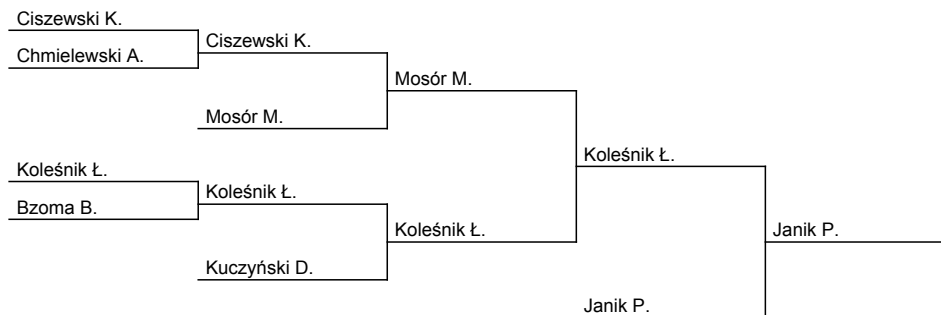 Ciszewski K.
Chmielewski A.
Ciszewski K.
Mosór M.
Mosór M.
Koleśnik Ł.
Bzoma B.
Koleśnik Ł.
Kuczyński D.
Koleśnik Ł.
Koleśnik Ł.
Janik P.
Janik P.